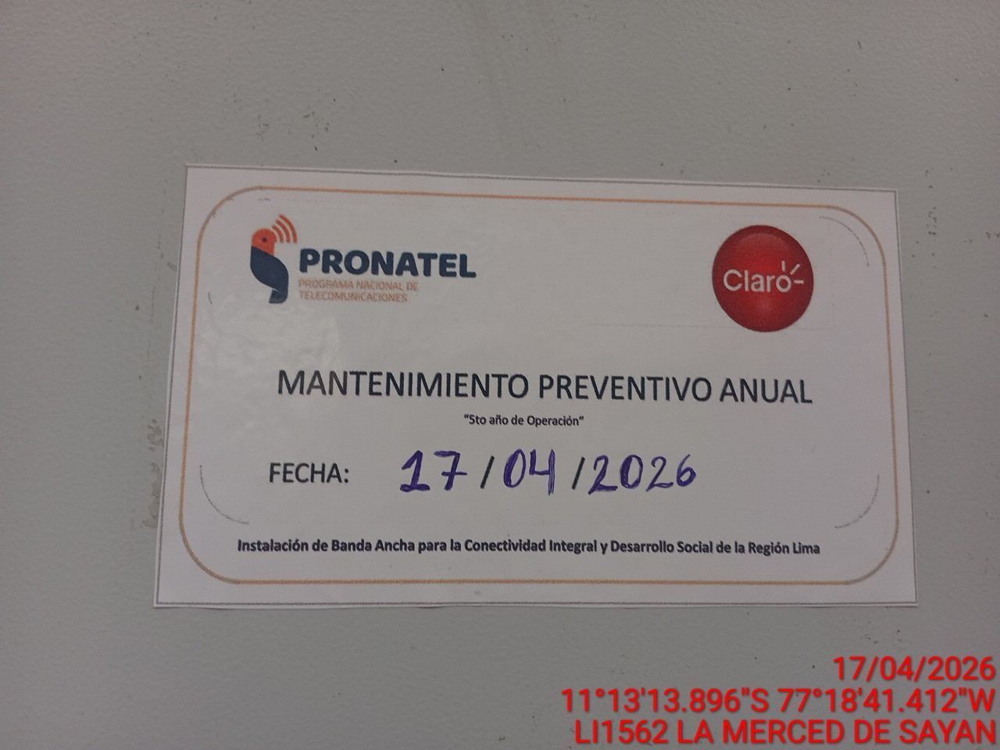 PRONATEL
PROGRAMA NACIONAL DE
TELECOMUNICACIONES
Claro
MANTENIMIENTO PREVENTIVO ANUAL
"5to año de Operación"
FECHA: 17/04/2026
Instalación de Banda Ancha para la Conectividad Integral y Desarrollo Social de la Región Lima
17/04/2026
11°13'13.896"S 77°18'41.412"W
LI1562 LA MERCED DE SAYAN